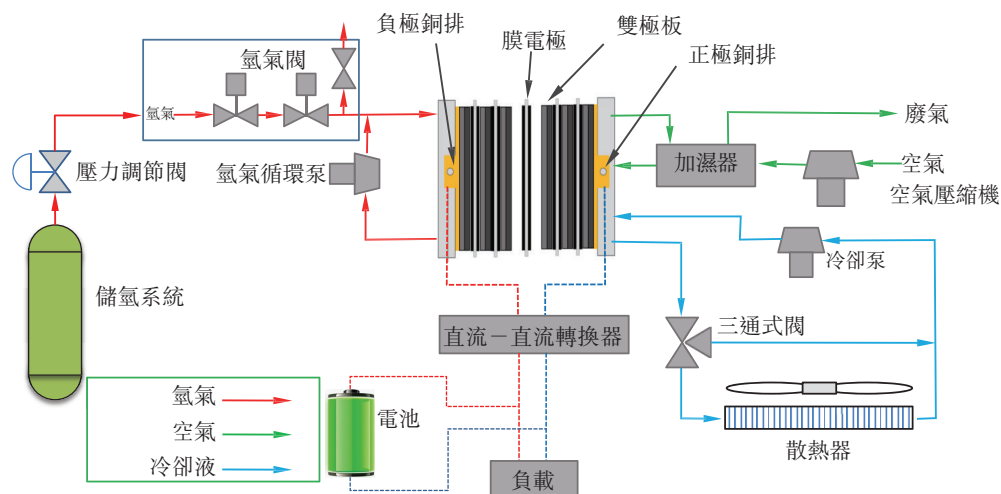 負極銅排
膜電極
雙極板
正極銅排
氫氣閥
氫氣
廢氣
壓力調節閥
氫氣循環泵
加濕器
空氣
空氣壓縮機
冷卻泵
儲氫系統
三通式閥
直流－直流轉換器
氫氣
電池
空氣
散熱器
冷卻液
負載